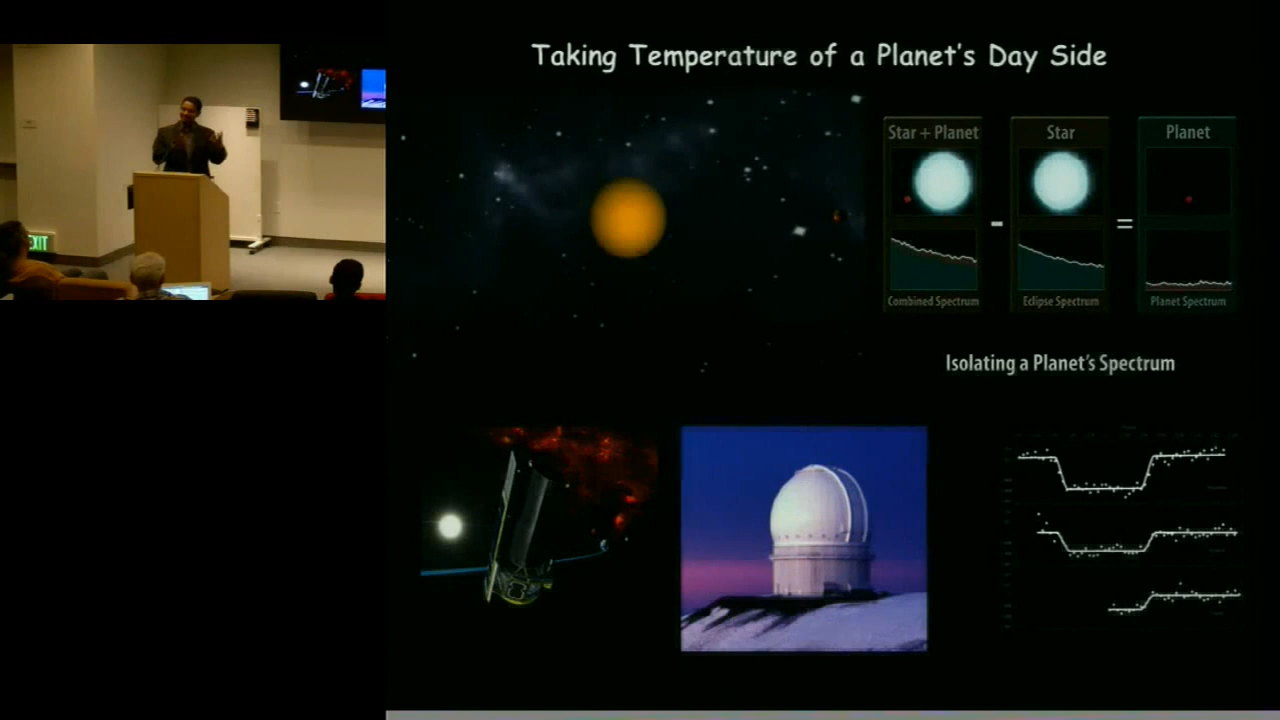 Taking Temperature of a Planet's Day Side
Star + Planet
Star
Planet
-
=
Combined Spectrum
Eclipse Spectrum
Planet Spectrum
Isolating a Planet's Spectrum
EXIT